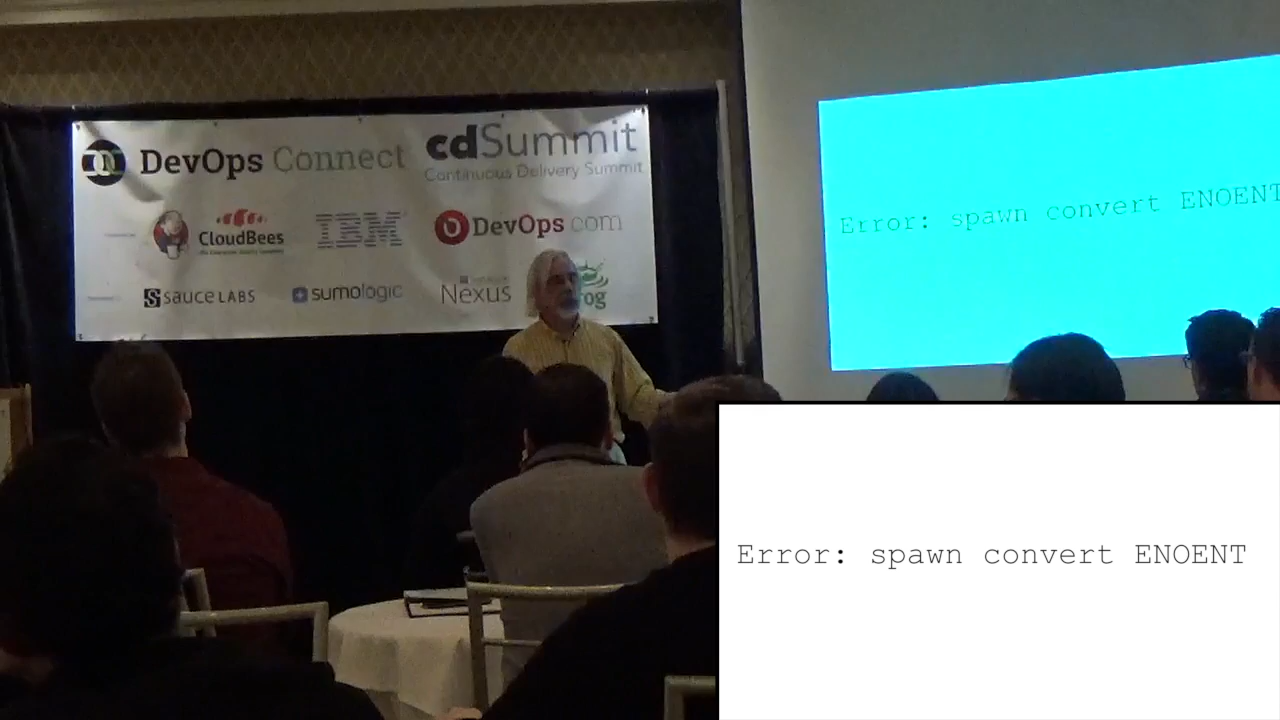 DevOps Connect
cdSummit
Continuous Delivery Summit
CloudBees
IBM
DevOps.com
SAUCE LABS
sumologic
Nexus
rog
Error: spawn convert ENOENT
Error: spawn convert ENOENT